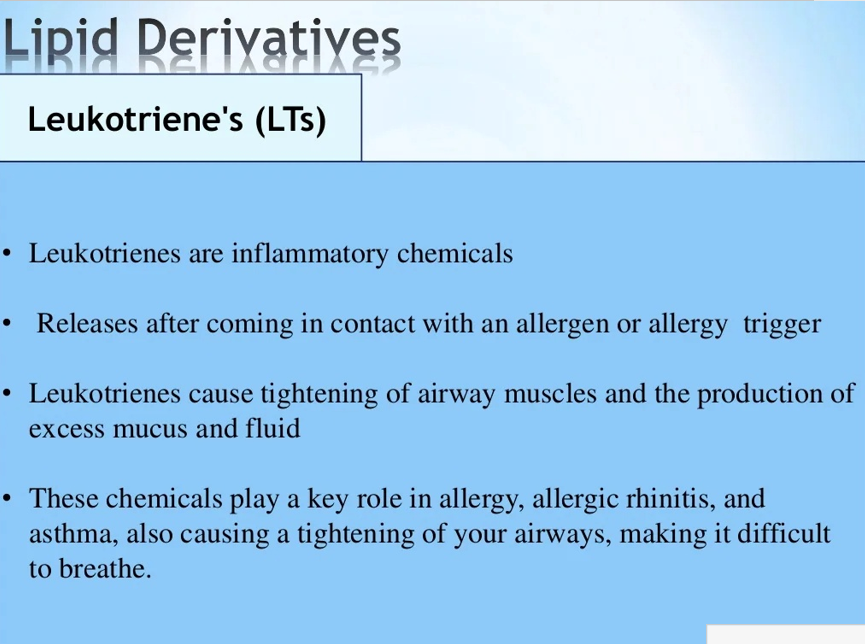 Lipid Derivatives
Leukotriene's (LTs)
• Leukotrienes are inflammatory chemicals
• Releases after coming in contact with an allergen or allergy trigger
• Leukotrienes cause tightening of airway muscles and the production of
excess mucus and fluid
• These chemicals play a key role in allergy, allergic rhinitis, and
asthma, also causing a tightening of your airways, making it difficult
to breathe.